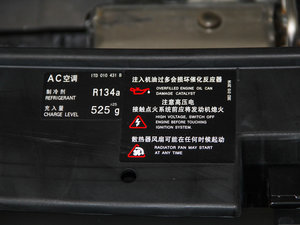 AC空调 1TD 010 431 B
制冷剂 R134a
REFRIGERANT
充入量 525 g
CHARGE LEVEL
注入机油过多会损坏催化反应器
OVERFILLED ENGINE OIL CAN
DAMAGE CATALYST
注意高压电
接触点火系统前应将发动机熄火
HIGH VOLTAGE, SWITCH OFF
ENGINE BEFORE TOUCHING
IGNITION SYSTEM.
散热器风扇可能在任何时候起动
RADIATOR FAN MAY START
AT ANY TIME